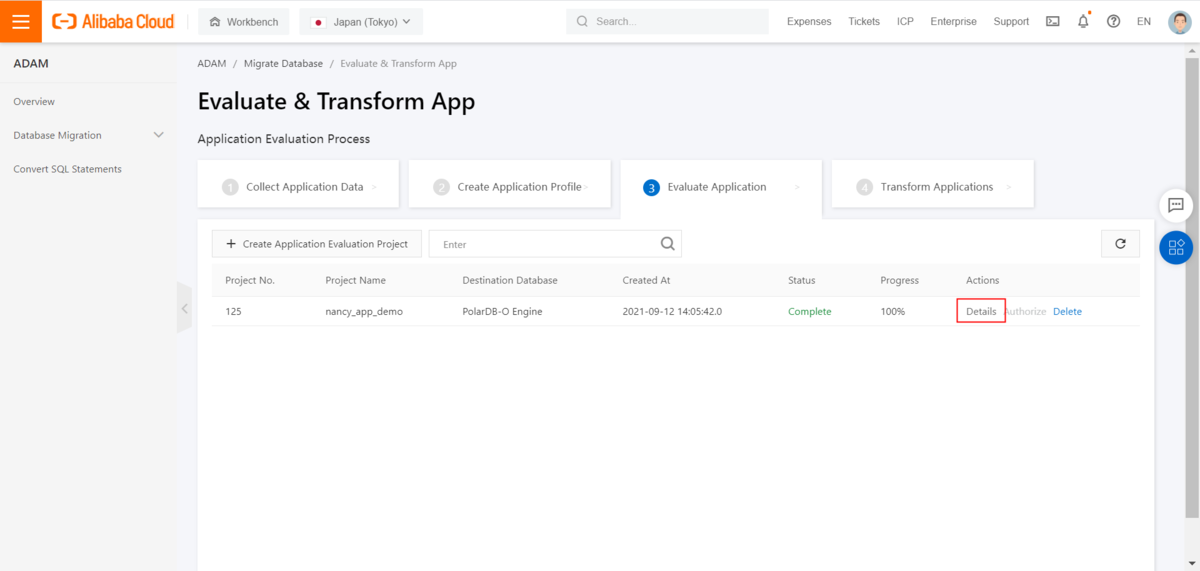 Alibaba Cloud Workbench Japan (Tokyo) Search... Expenses Tickets ICP Enterprise Support EN
ADAM
Overview
Database Migration
Convert SQL Statements
ADAM / Migrate Database / Evaluate & Transform App
Evaluate & Transform App
Application Evaluation Process
1 Collect Application Data > 2 Create Application Profile > 3 Evaluate Application > 4 Transform Applications >
+ Create Application Evaluation Project Enter
Project No. Project Name Destination Database Created At Status Progress Actions
125 nancy_app_demo PolarDB-O Engine 2021-09-12 14:05:42.0 Complete 100% Details Authorize Delete